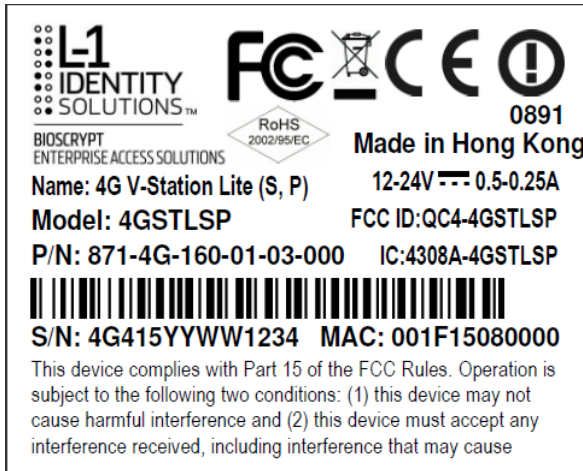 L-1
IDENTITY
SOLUTIONS™
BIOSCRYPT
ENTERPRISE ACCESS SOLUTIONS
FC CE
RoHS
2002/95/EC
0891
Made in Hong Kong
Name: 4G V-Station Lite (S, P)
12-24V 0.5-0.25A
Model: 4GSTLSP
FCC ID:QC4-4GSTLSP
P/N: 871-4G-160-01-03-000
IC:4308A-4GSTLSP
S/N: 4G415YYWW1234 MAC: 001F15080000
This device complies with Part 15 of the FCC Rules. Operation is
subject to the following two conditions: (1) this device may not
cause harmful interference and (2) this device must accept any
interference received, including interference that may cause